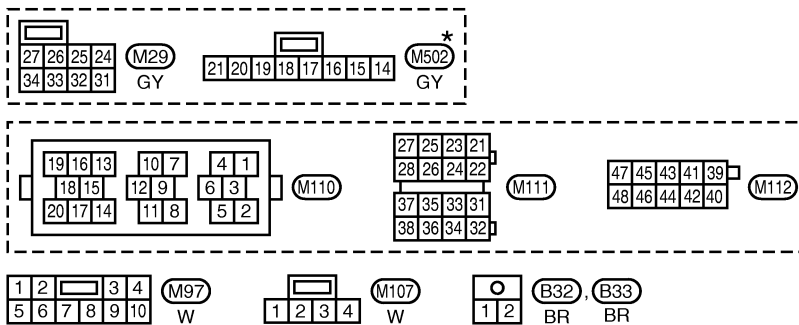 27 26 25 24 M29
34 33 32 31 GY
*
21 20 19 18 17 16 15 14 M502
GY
19 16 13 10 7 4 1
18 15 12 9 6 3 M110
20 17 14 11 8 5 2
27 25 23 21
28 26 24 22
M111
37 35 33 31
38 36 34 32
47 45 43 41 39
48 46 44 42 40 M112
1 2 3 4 M97
5 6 7 8 9 10 W
1 2 3 4 M107
W
1 2 B32 , B33
BR BR